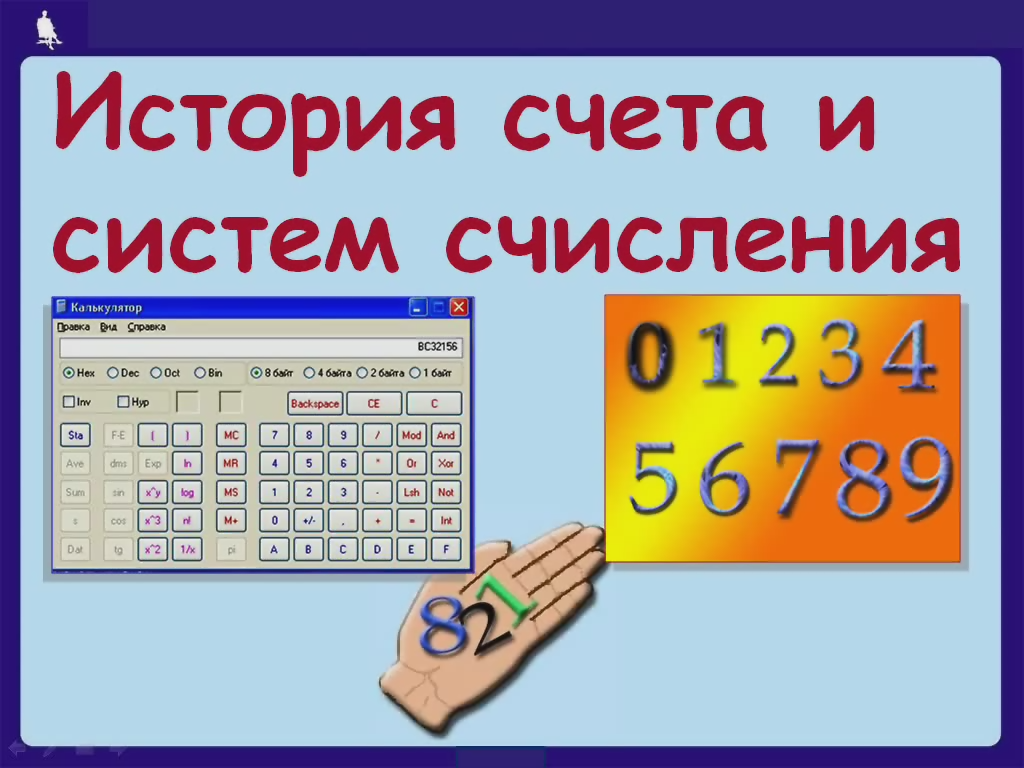 История счета и
систем счисления
Калькулятор
Правка Вид Справка
BC32156
Hex Dec Oct Bin 8 байт 4 байта 2 байта 1 байт
Inv Hyp Backspace CE C
Sta F-E ( ) MC 7 8 9 / Mod And
Ave dms Exp ln MR 4 5 6 * Or Xor
Sum sin x^y log MS 1 2 3 - Lsh Not
s cos x^3 n! M+ 0 +/- . + = Int
Dat tg x^2 1/x pi A B C D E F
0 1 2 3 4
5 6 7 8 9
8 2 1